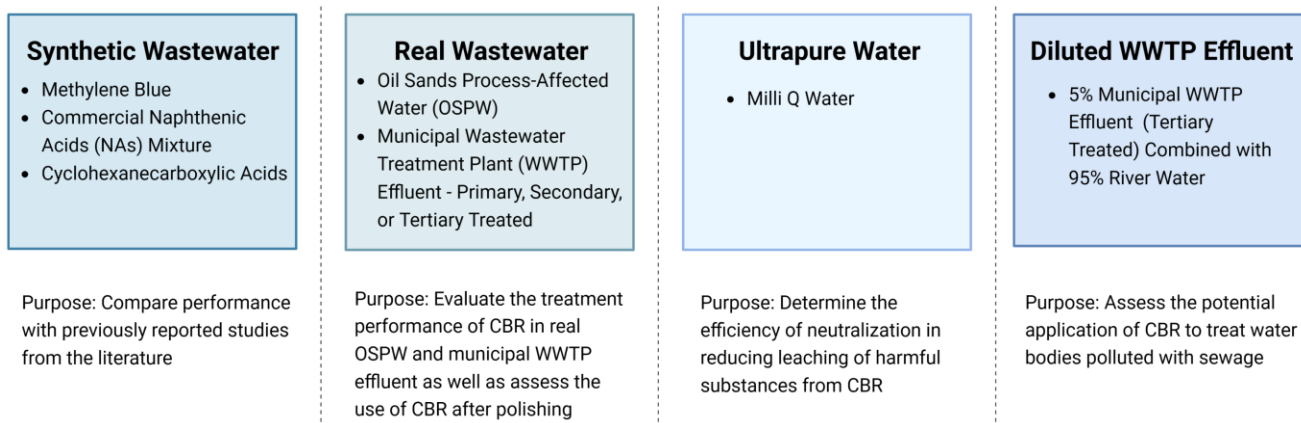 Synthetic Wastewater
• Methylene Blue
• Commercial Naphthenic
Acids (NAs) Mixture
• Cyclohexanecarboxylic Acids
Purpose: Compare performance
with previously reported studies
from the literature
Real Wastewater
• Oil Sands Process-Affected
Water (OSPW)
• Municipal Wastewater
Treatment Plant (WWTP)
Effluent - Primary, Secondary,
or Tertiary Treated
Purpose: Evaluate the treatment
performance of CBR in real
OSPW and municipal WWTP
effluent as well as assess the
use of CBR after polishing
Ultrapure Water
• Milli Q Water
Purpose: Determine the
efficiency of neutralization in
reducing leaching of harmful
substances from CBR
Diluted WWTP Effluent
• 5% Municipal WWTP
Effluent (Tertiary
Treated) Combined with
95% River Water
Purpose: Assess the potential
application of CBR to treat water
bodies polluted with sewage